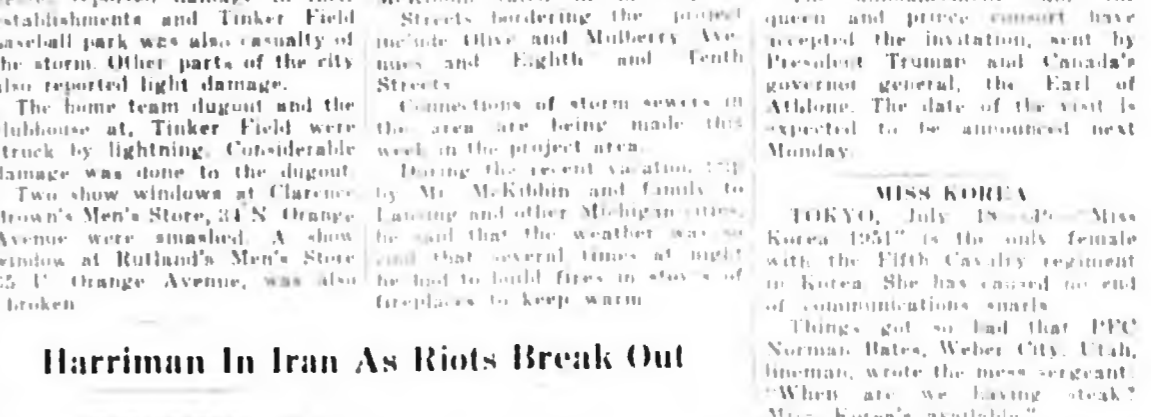 establishments and Tinker Field
baseball park was also casualty of
the storm. Other parts of the city
also reported light damage.
The home team dugout and the
clubhouse at. Tinker Field were
struck by lightning. Considerable
damage was done to the dugout
Two show windows at Clarence
Brown's Men's Store, 34 N Orange
Avenue were smashed. A show
window at Rutland's Men's Store
Orange Avenue, was also
broken
Streets bordering the project
include Olive and Mulberry Ave-
nues and Eighth and Tenth
Streets
Connections of storm sewers in
the area are being made this
week in the project area.
During the recent vacation
by Mr. McKibbin and family to
Lansing and other Michigan cities,
he said that the weather was so
and that several times at night
he had to build fires in stoves of
fireplaces to keep warm
Harriman In Iran As Riots Break Out
queen and prince consort have
accepted the invitation, sent by
President Truman and Canada's
governor general, the Earl of
Athlone. The date of the visit is
expected to be announced next
Monday.
MISS KOREA
TOKYO, July 18 "Miss
Korea 1951" is the only female
with the Fifth Cavalry regiment
in Korea. She has caused no end
of communications snarls
Things got so bad that PFC
Norman Bates, Weber City, Utah,
lineman, wrote the mess sergeant:
"When are we having steak?
Miss Korea's available."